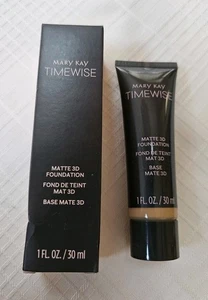 MARY KAY
TIMEWISE
MATTE 3D
FOUNDATION
FOND DE TEINT
MAT 3D
BASE MATE 3D
1 FL. OZ. / 30 ml
MARY KAY
TIMEWISE
MATTE 3D
FOUNDATION
FOND DE TEINT
MAT 3D
BASE
MATE 3D
1 FL. OZ. / 30 ml